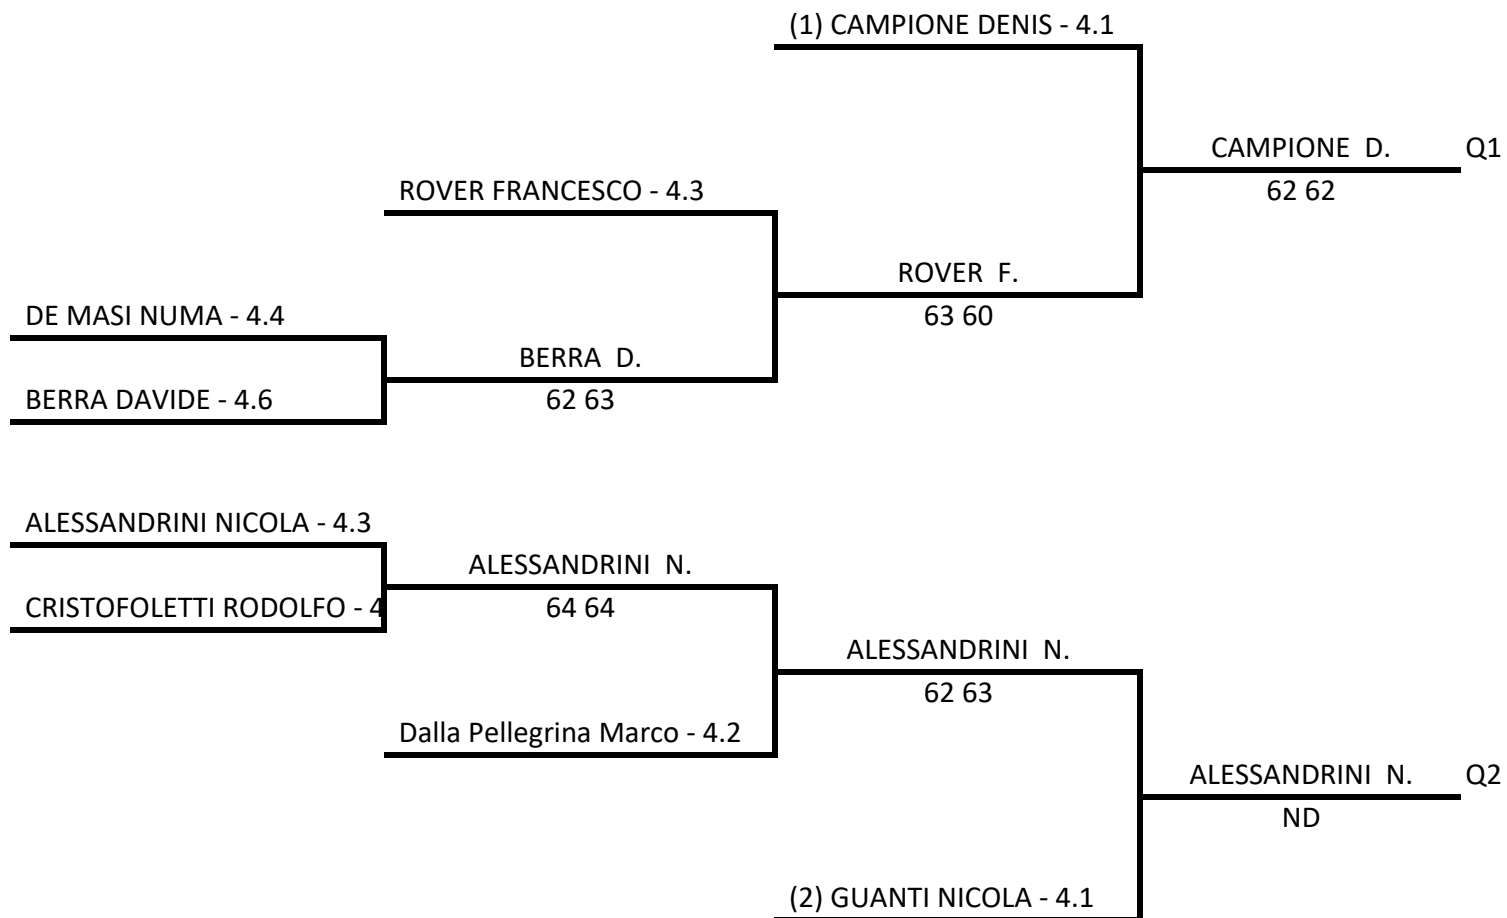 (1) CAMPIONE DENIS - 4.1
CAMPIONE D. Q1
62 62
ROVER FRANCESCO - 4.3
ROVER F.
63 60
DE MASI NUMA - 4.4
BERRA D.
62 63
BERRA DAVIDE - 4.6
ALESSANDRINI NICOLA - 4.3
ALESSANDRINI N.
64 64
CRISTOFOLETTI RODOLFO - 4
ALESSANDRINI N.
62 63
Dalla Pellegrina Marco - 4.2
ALESSANDRINI N. Q2
ND
(2) GUANTI NICOLA - 4.1